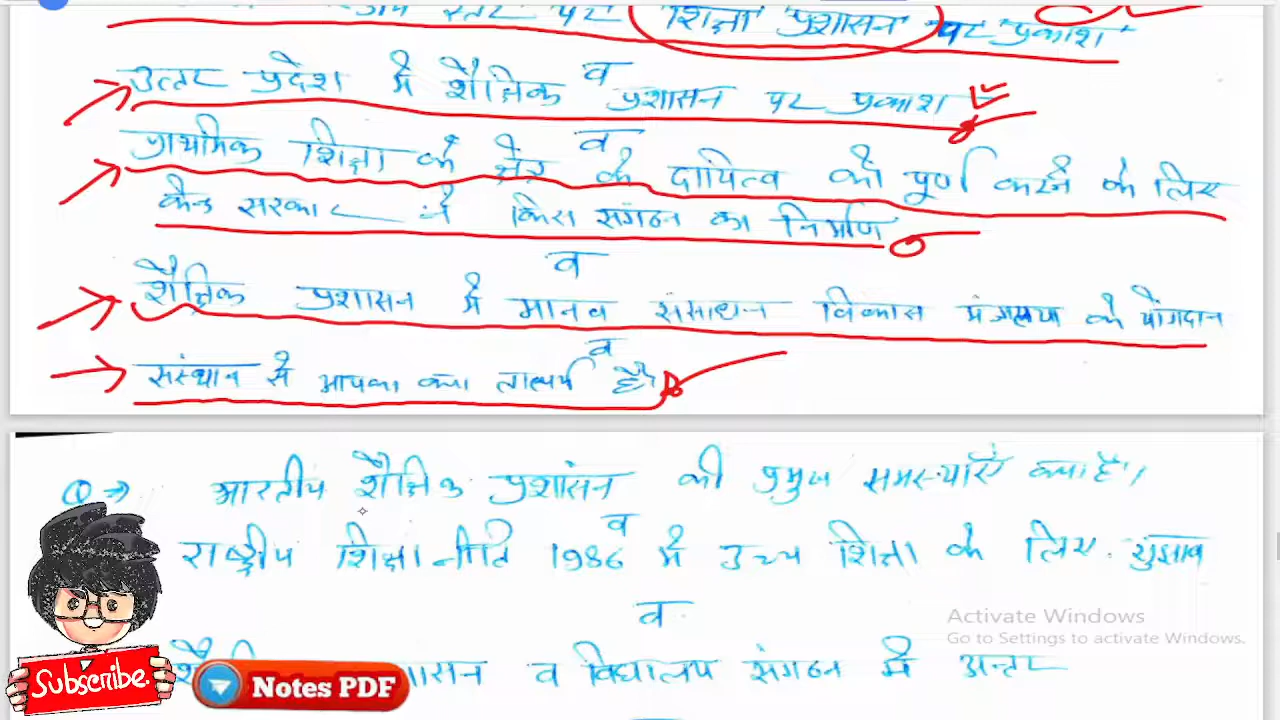 स्तर पर शिक्षा प्रशासन पर प्रकाश
व
उत्तर प्रदेश में शैक्षिक प्रशासन पर प्रकाश
व
प्राथमिक शिक्षा के क्षेत्र के दायित्व को पूर्ण करने के लिए
केन्द्र सरकार ने किस संगठन का निर्माण
व
शैक्षिक प्रशासन में मानव संसाधन विकास मंत्रालय के योगदान
व
संस्थान से आपका क्या तात्पर्य है
Q ⇒ भारतीय शैक्षिक प्रशासन की प्रमुख समस्याएँ क्या है।
व
राष्ट्रीय शिक्षा नीति 1986 में उच्च शिक्षा के लिए सुझाव
व
व विद्यालय संगठन में अन्तर
Activate Windows
Go to Settings to activate Windows.
Subscribe.
Notes PDF